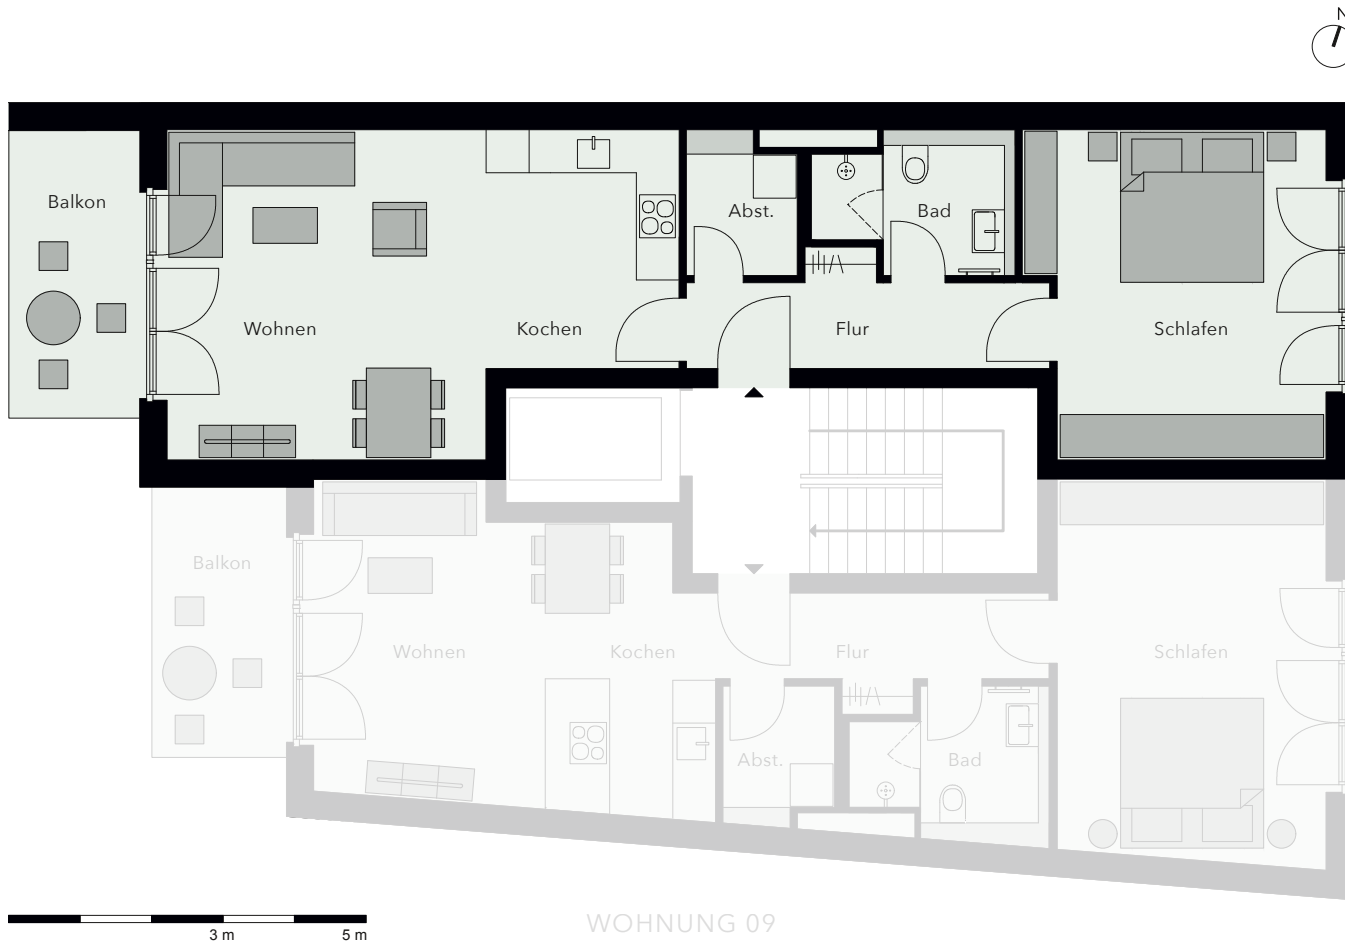 N
Balkon
Abst.
Bad
Wohnen
Kochen
Flur
Schlafen
Balkon
Wohnen
Kochen
Flur
Schlafen
Abst.
Bad
WOHNUNG 09
3 m
5 m